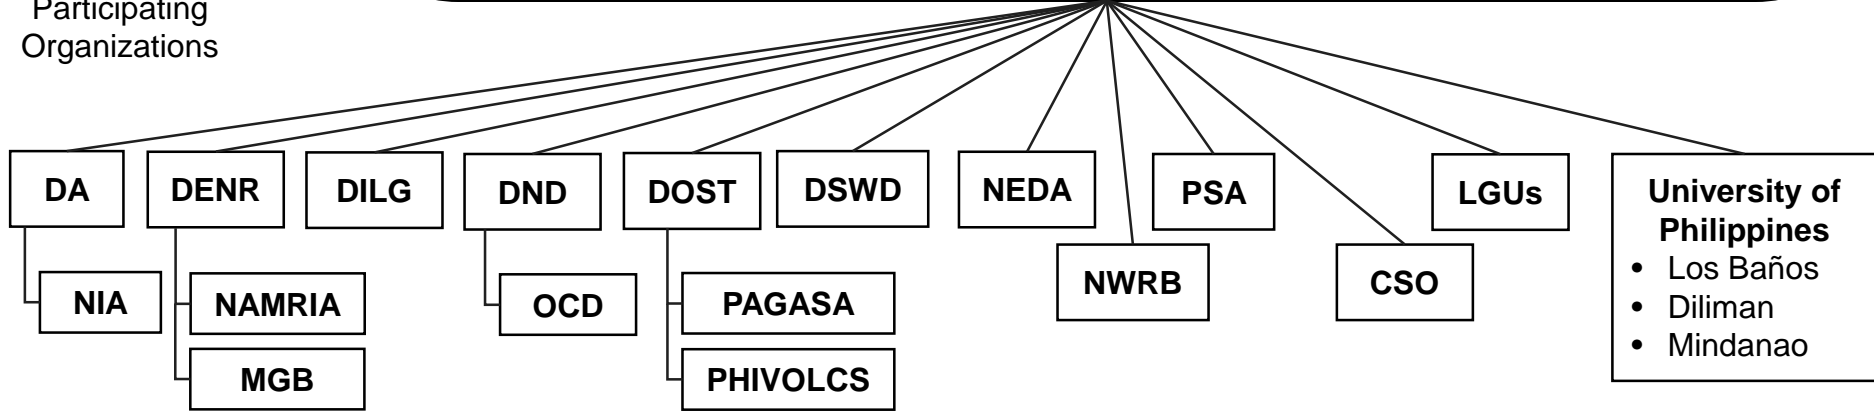 Participating
Organizations
DA
DENR
DILG
DND
DOST
DSWD
NEDA
PSA
LGUs
University of
Philippines
• Los Baños
• Diliman
• Mindanao
NWRB
CSO
NIA
NAMRIA
OCD
PAGASA
MGB
PHIVOLCS